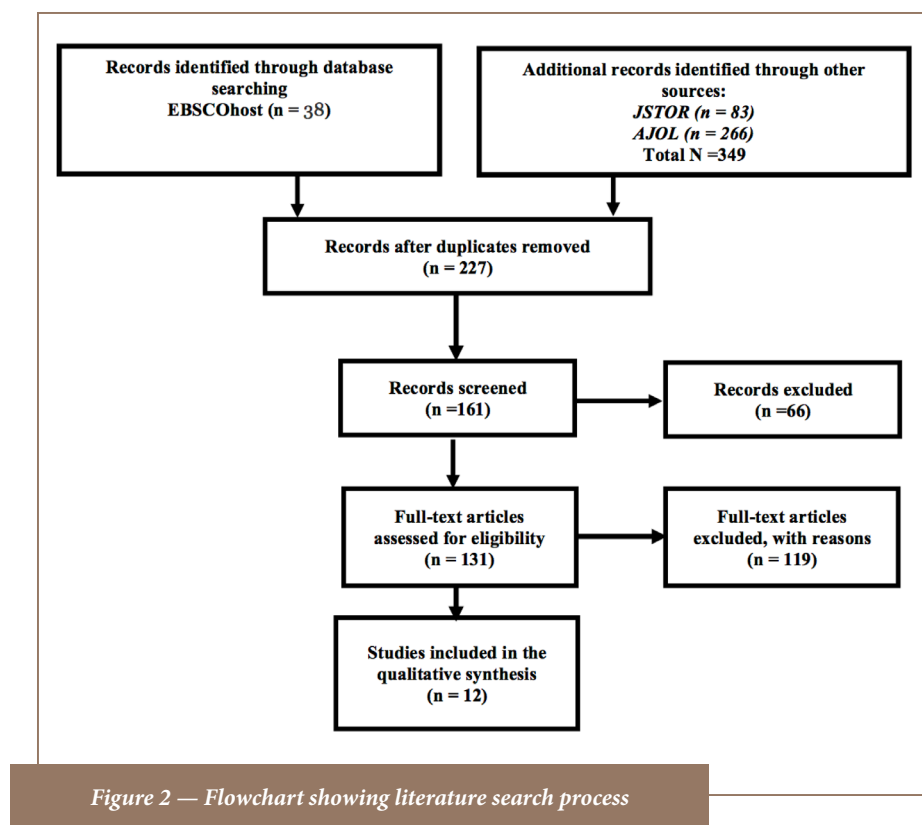 Records identified through database
searching
EBSCOhost (n = 38)
Additional records identified through other
sources:
JSTOR (n = 83)
AJOL (n = 266)
Total N =349
Records after duplicates removed
(n = 227)
Records screened
(n =161)
Records excluded
(n =66)
Full-text articles
assessed for eligibility
(n = 131)
Full-text articles
excluded, with reasons
(n = 119)
Studies included in the
qualitative synthesis
(n = 12)
Figure 2 — Flowchart showing literature search process